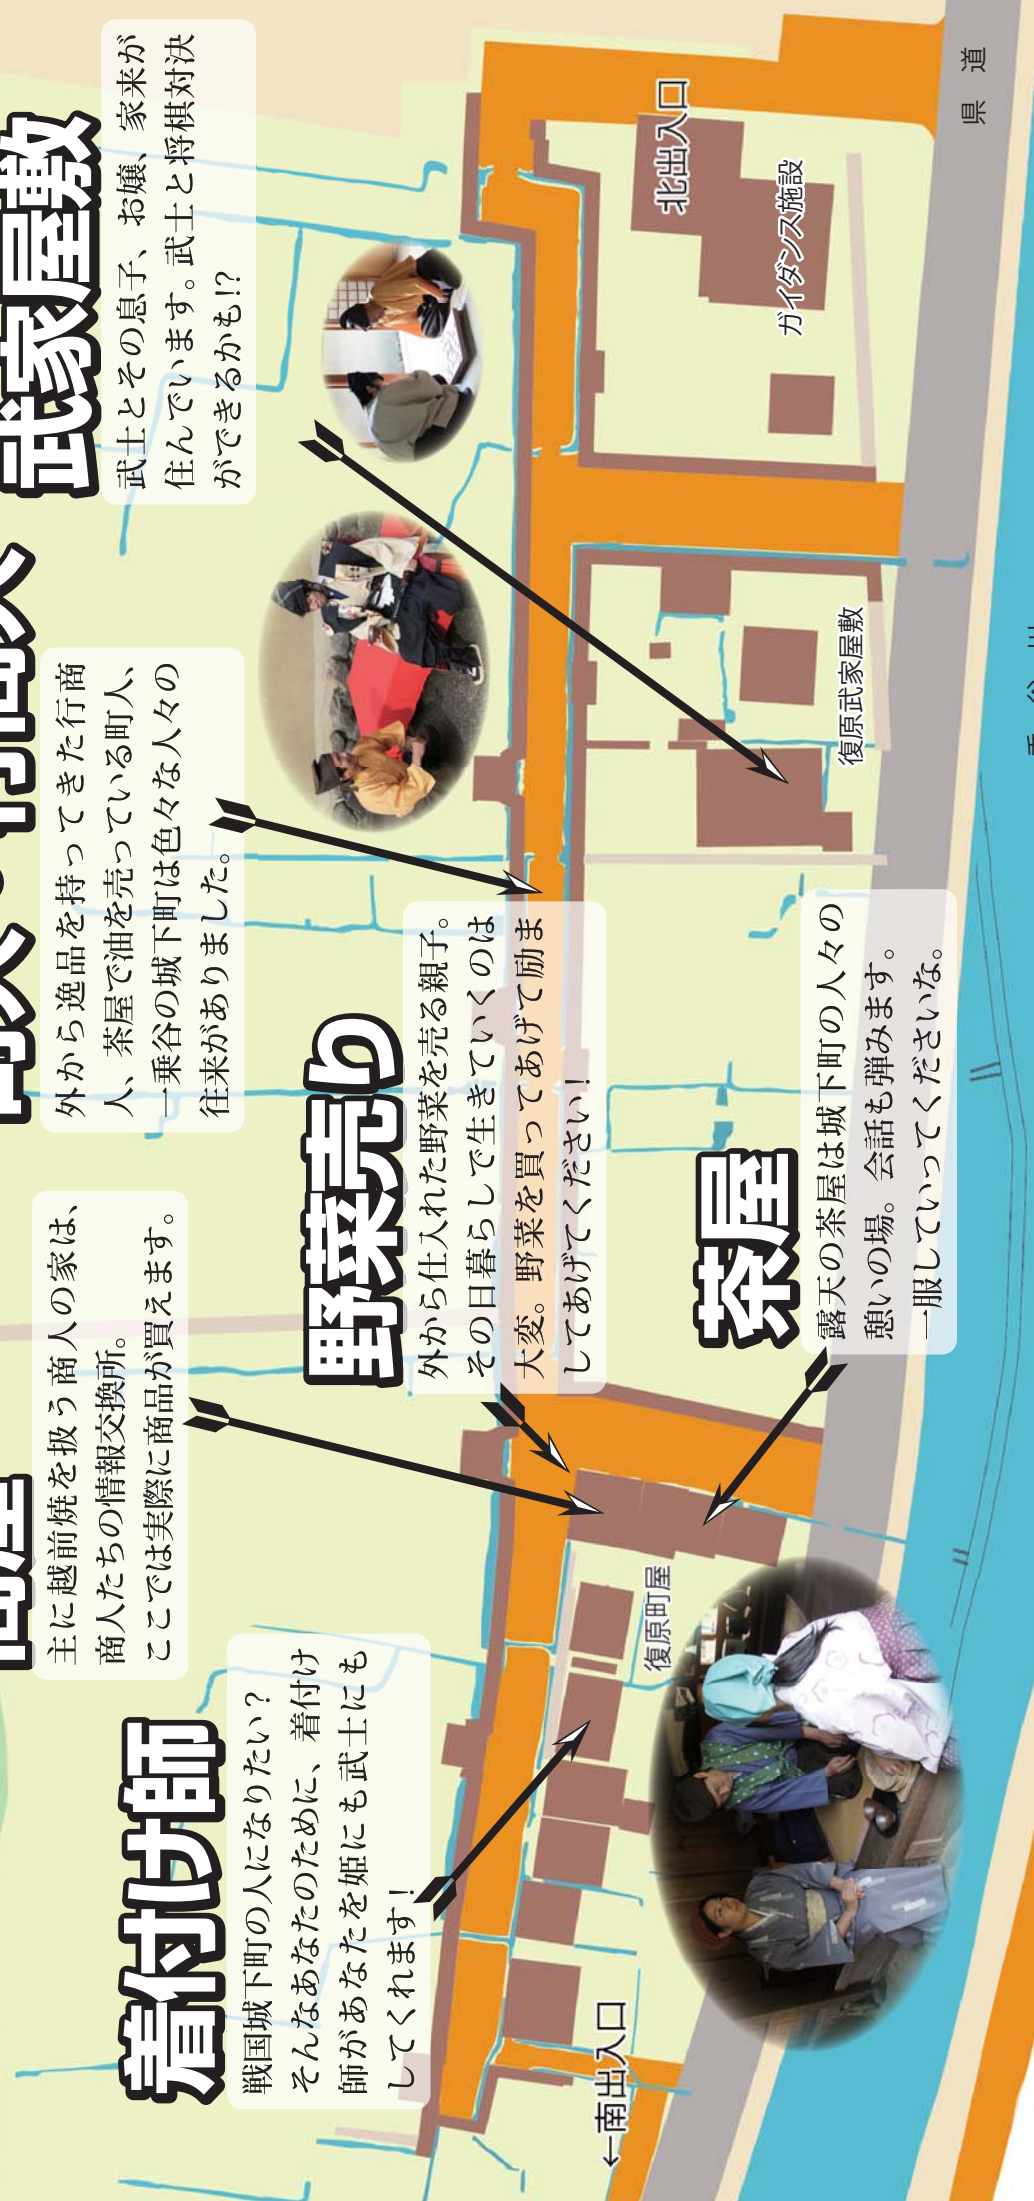 武家屋敷
武士とその息子、お嬢、家来が
住んでいます。武士と将棋対決
ができるかも!?
外から逸品を持ってきた行商
人、茶屋で油を売っている町人、
一乗谷の城下町は色々な人々の
往来がありました。
主に越前焼を扱う商人の家は、
商人たちの情報交換所。
ここでは実際に商品が買えます。
着付け師
戦国城下町の人になりたい？
そんなあなたのために、着付け
師があなたを姫にも武士にも
してくれます！
野菜売り
外から仕入れた野菜を売る親子。
その日暮らしで生きていくのは
大変。野菜を買ってあげて励ま
してあげてください！
茶屋
露天の茶屋は城下町の人々の
憩いの場。会話も弾みます。
一服していってくださいな。
北出入口
ガイダンス施設
復原武家屋敷
復原町屋
←南出入口
県道